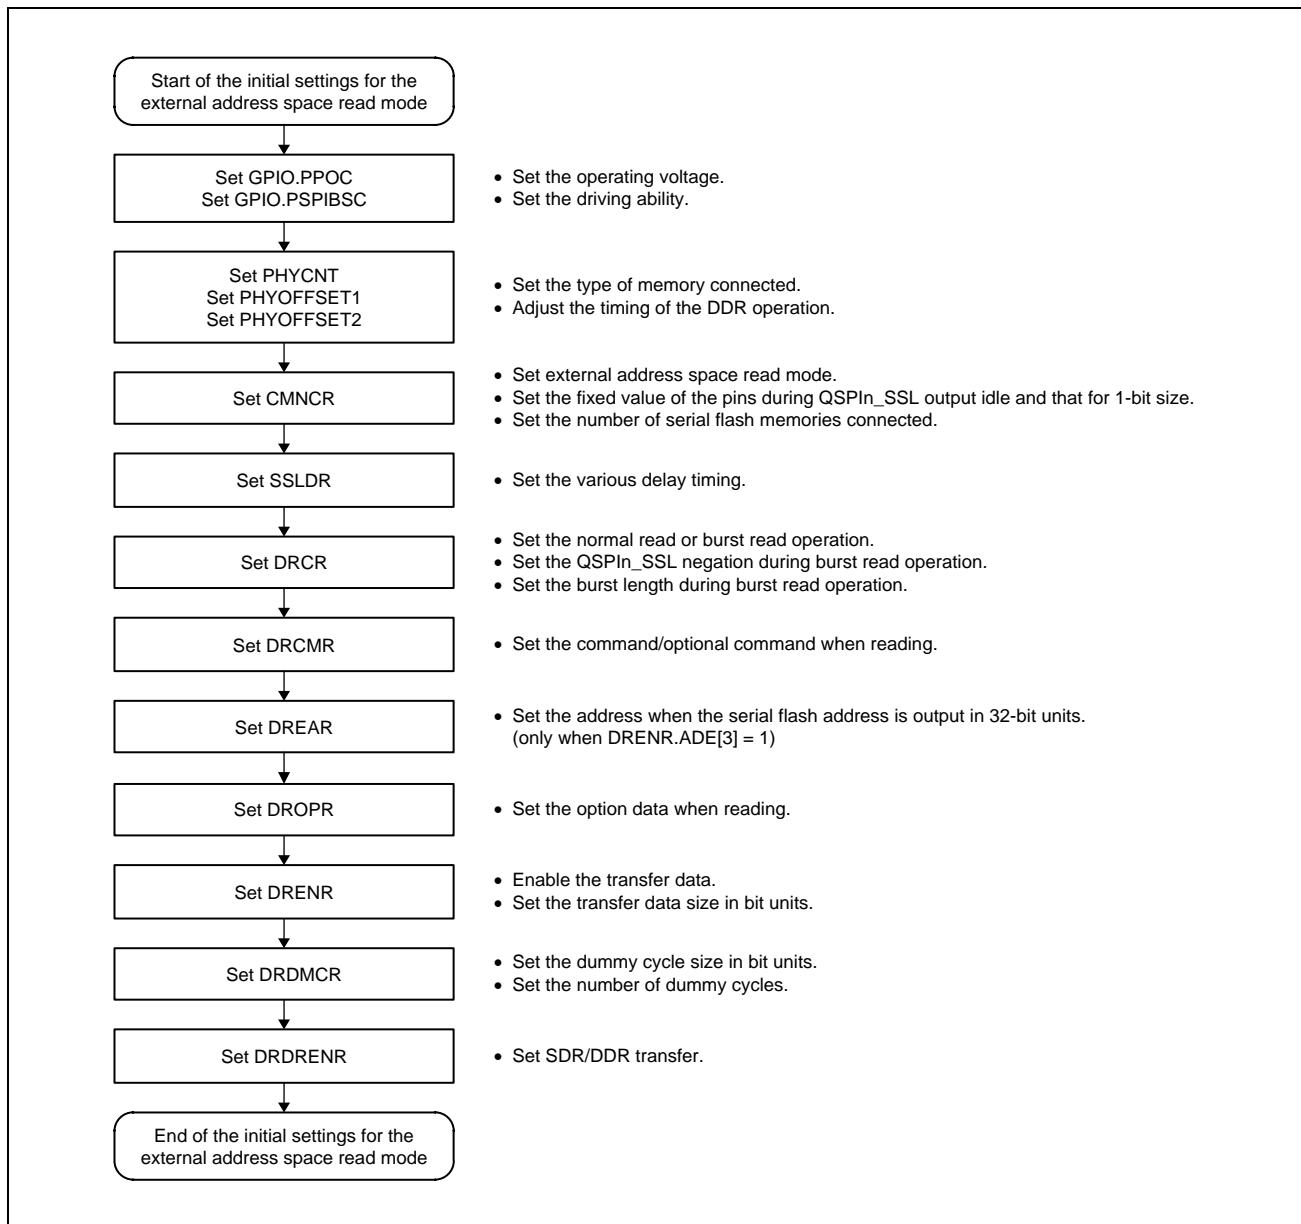 Start of the initial settings for the
external address space read mode
Set GPIO.PPOC
Set GPIO.PSPIBSC
• Set the operating voltage.
• Set the driving ability.
Set PHYCNT
Set PHYOFFSET1
Set PHYOFFSET2
• Set the type of memory connected.
• Adjust the timing of the DDR operation.
Set CMNCR
• Set external address space read mode.
• Set the fixed value of the pins during QSPIn_SSL output idle and that for 1-bit size.
• Set the number of serial flash memories connected.
Set SSLDR
• Set the various delay timing.
Set DRCR
• Set the normal read or burst read operation.
• Set the QSPIn_SSL negation during burst read operation.
• Set the burst length during burst read operation.
Set DRCMR
• Set the command/optional command when reading.
Set DREAR
• Set the address when the serial flash address is output in 32-bit units.
(only when DRENR.ADE[3] = 1)
Set DROPR
• Set the option data when reading.
Set DRENR
• Enable the transfer data.
• Set the transfer data size in bit units.
Set DRDMCR
• Set the dummy cycle size in bit units.
• Set the number of dummy cycles.
Set DRDRENR
• Set SDR/DDR transfer.
End of the initial settings for the
external address space read mode